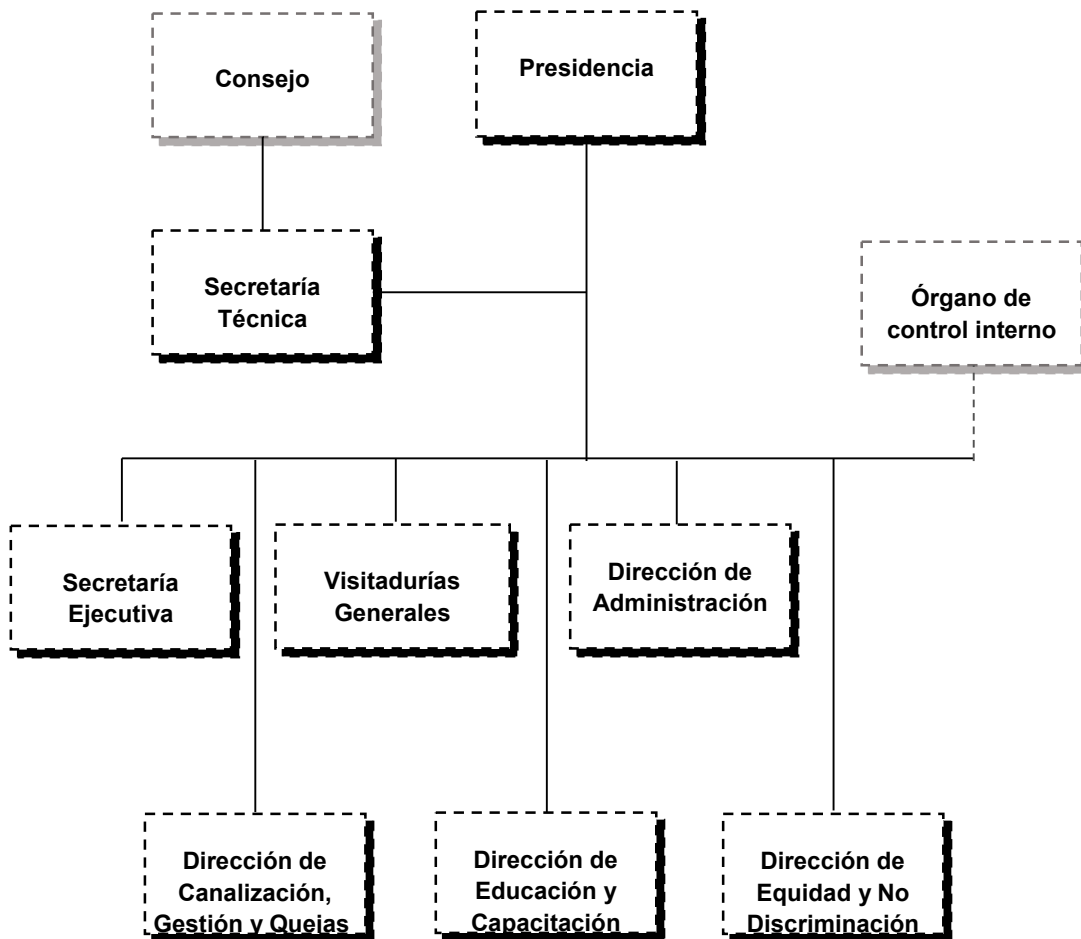 Consejo
Presidencia
Secretaría
Técnica
Órgano de
control interno
Secretaría
Ejecutiva
Visitadurías
Generales
Dirección de
Administración
Dirección de
Canalización,
Gestión y Quejas
Dirección de
Educación y
Capacitación
Dirección de
Equidad y No
Discriminación